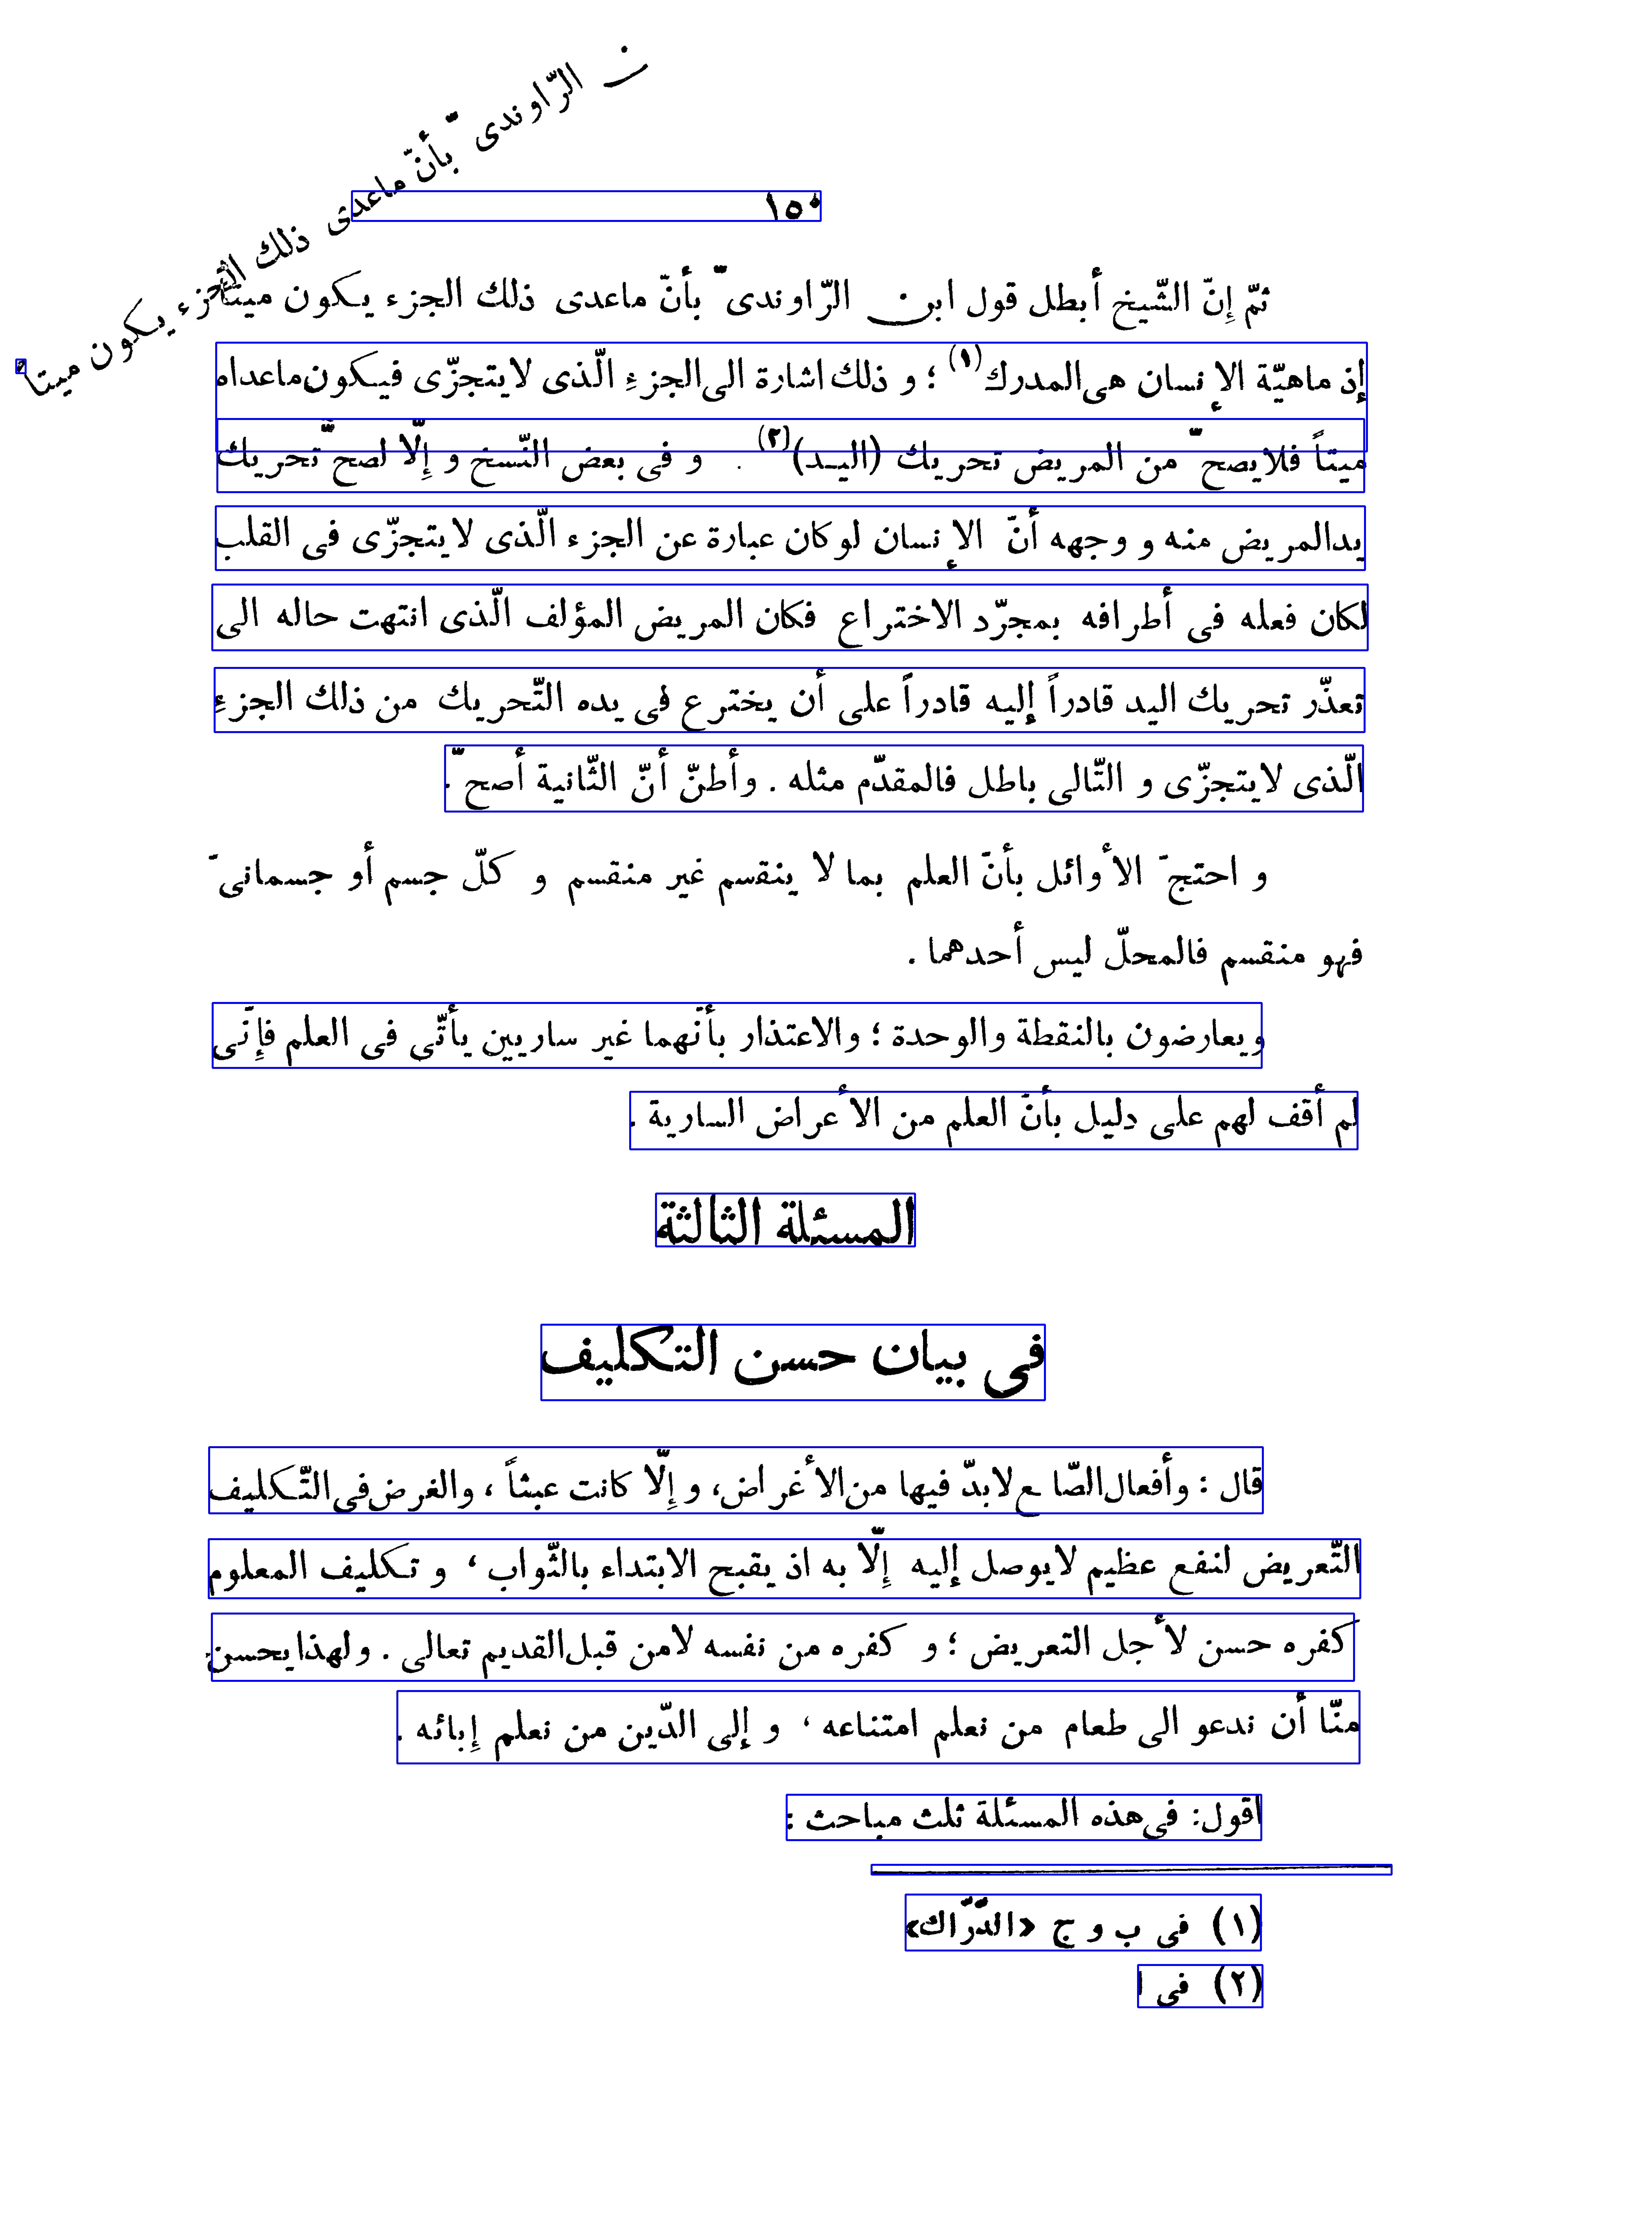 ن الرّاوندىّ بأنّ ماعدى ذلك الجزء يكون ميتاً
١٥٠
ثمّ إنّ الشّيخ أبطل قول ابن الرّاوندىّ بأنّ ماعدى ذلك الجزء يكون ميتاً
إذ ماهيّة الإنسان هى المدرك(١) ؛ و ذلك اشارة الى الجزءِ الّذى لايتجزّى فيكون ماعداه
ميتاً فلايصحّ من المريض تحريك (اليد)(٢) . و فى بعض النّسخ و إلّا لصحّ تحريك
يد المريض منه و وجهه أنّ الإنسان لوكان عبارة عن الجزء الّذى لايتجزّى فى القلب
لكان فعله فى أطرافه بمجرّد الاختراع فكان المريض المؤلف الّذى انتهت حاله الى
تعذّر تحريك اليد قادراً إليه قادراً على أن يخترع فى يده التّحريك من ذلك الجزءِ
الّذى لايتجزّى و التّالى باطل فالمقدّم مثله . وأطنّ أنّ الثّانية أصحّ .
و احتجّ الأوائل بأنّ العلم بما لا ينقسم غير منقسم و كلّ جسم أو جسمانىّ
فهو منقسم فالمحلّ ليس أحدهما .
ويعارضون بالنقطة والوحدة ؛ والاعتذار بأنّهما غير ساريين يأتّى فى العلم فإنّى
لم أقف لهم على دليل بأنّ العلم من الأعراض السارية .
المسئلة الثالثة
فى بيان حسن التكليف
قال : وأفعال الصّا ع لابدّ فيها من الأغراض، و إلّا كانت عبثاً ، والغرض فى التّكليف
التّعريض لنفع عظيم لايوصل إليه إلّا به اذ يقبح الابتداء بالثّواب ، و تكليف المعلوم
كفره حسن لأجل التعريض ؛ و كفره من نفسه لامن قبل القديم تعالى . ولهذا يحسن
منّا أن ندعو الى طعام من نعلم امتناعه ، و إلى الدّين من نعلم إبائه .
اقول: فى هذه المسئلة ثلث مباحث :
(١) فى ب و ج «الدّرّاك»
(٢) فى ا